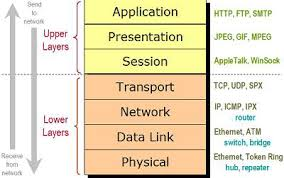 Send
to
network
Upper
Layers
Application
HTTP, FTP, SMTP
Presentation
JPEG, GIF, MPEG
Session
AppleTalk, WinSock
Lower
Layers
Transport
TCP, UDP, SPX
Network
IP, ICMP, IPX
router
Data Link
Ethernet, ATM
switch, bridge
Physical
Ethernet, Token Ring
hub, repeater
Receive from
network